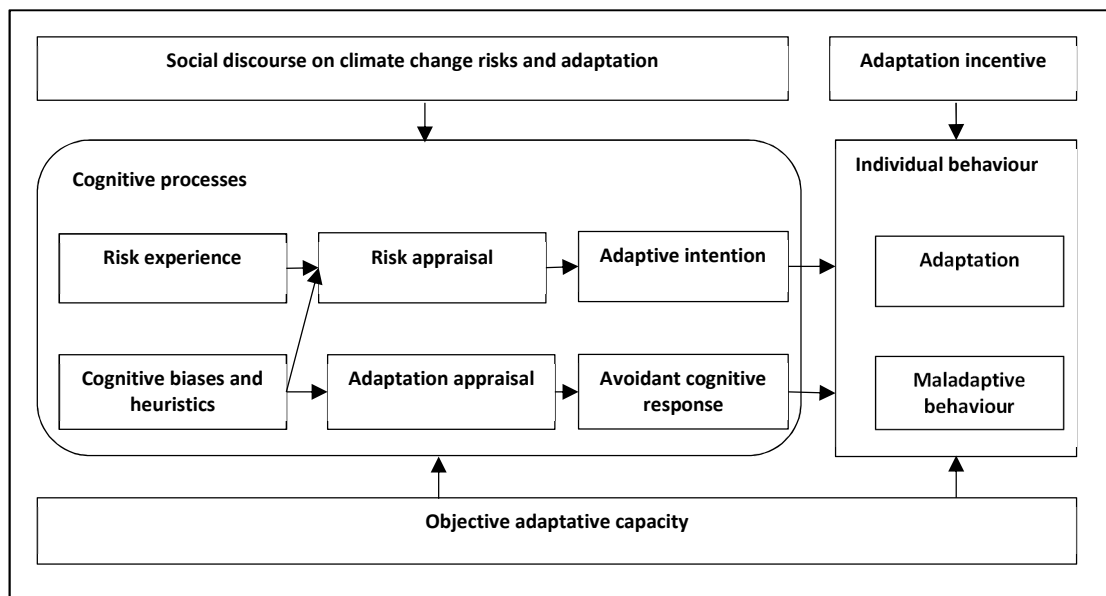 Social discourse on climate change risks and adaptation
Adaptation incentive
Cognitive processes
Individual behaviour
Risk experience
Risk appraisal
Adaptive intention
Adaptation
Cognitive biases and
heuristics
Adaptation appraisal
Avoidant cognitive
response
Maladaptive
behaviour
Objective adaptative capacity